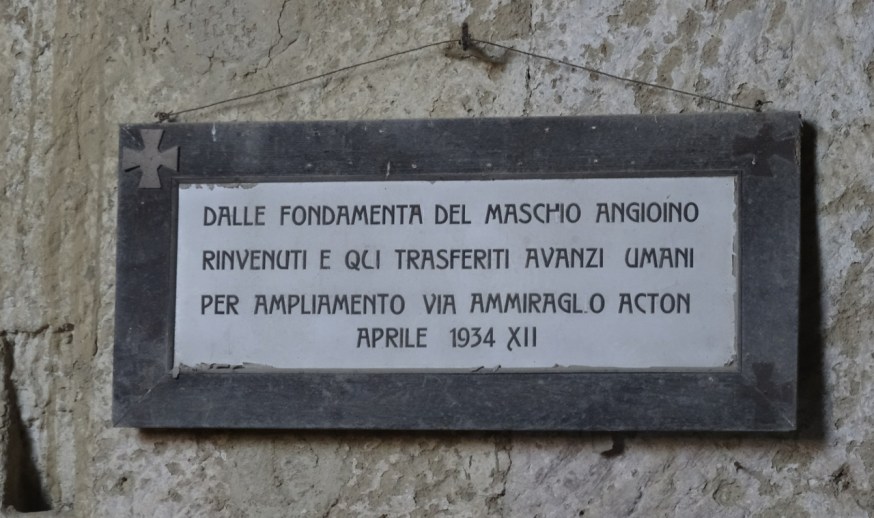 DALLE FONDAMENTA DEL MASCHIO ANGIOINO
RINVENUTI E QUI TRASFERITI AVANZI UMANI
PER AMPLIAMENTO VIA AMMIRAGL.O ACTON
APRILE 1934 XII